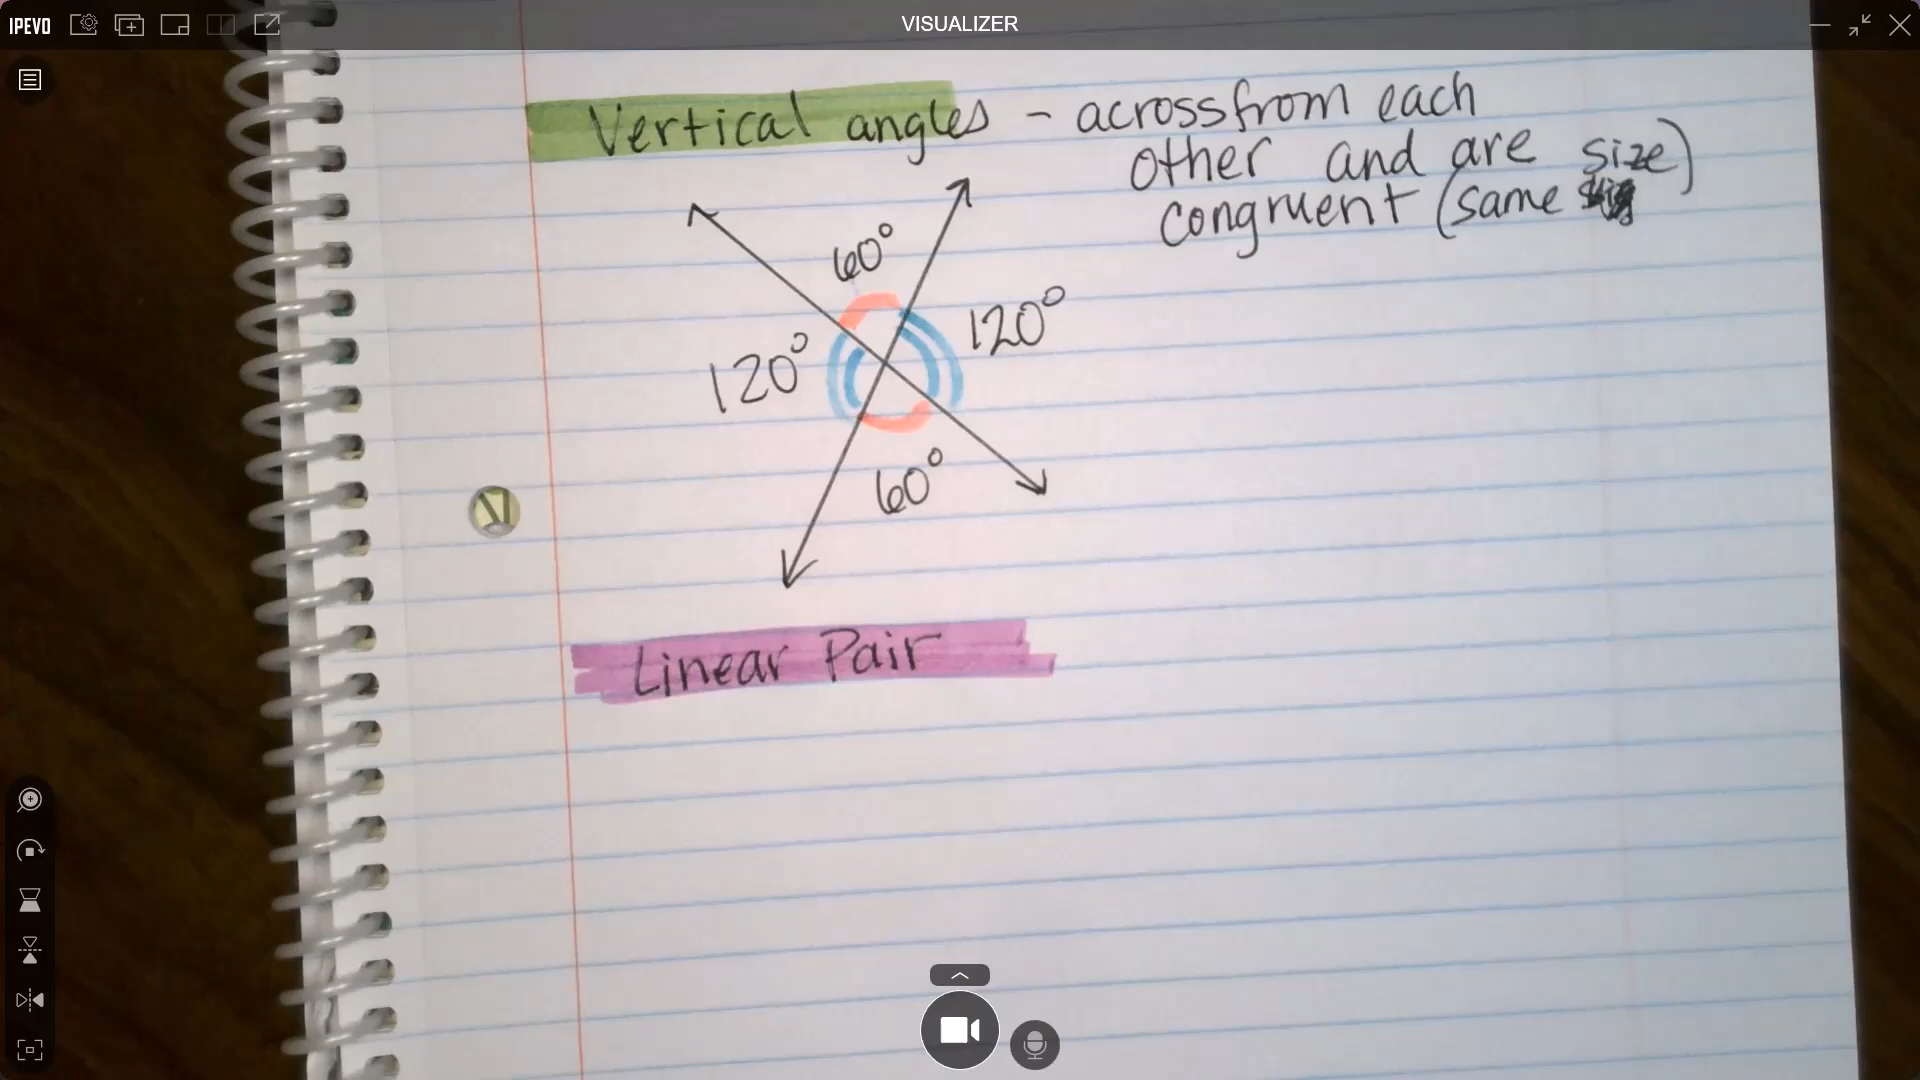 IPEVO
VISUALIZER
Vertical angles - across from each
other and are size)
congruent (same
60°
120°
120°
60°
Linear Pair